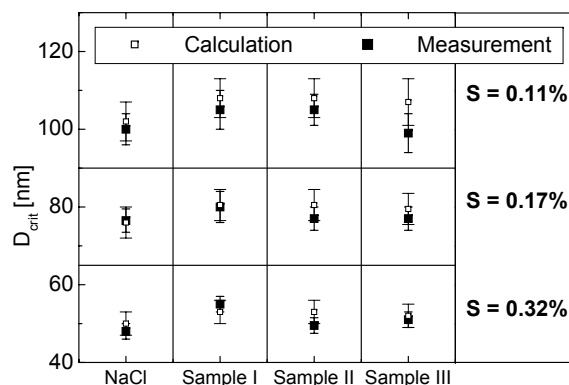 120
Calculation Measurement
S = 0.11%
100
S = 0.17%
80
D_crit [nm]
60
S = 0.32%
40
NaCl Sample I Sample II Sample III